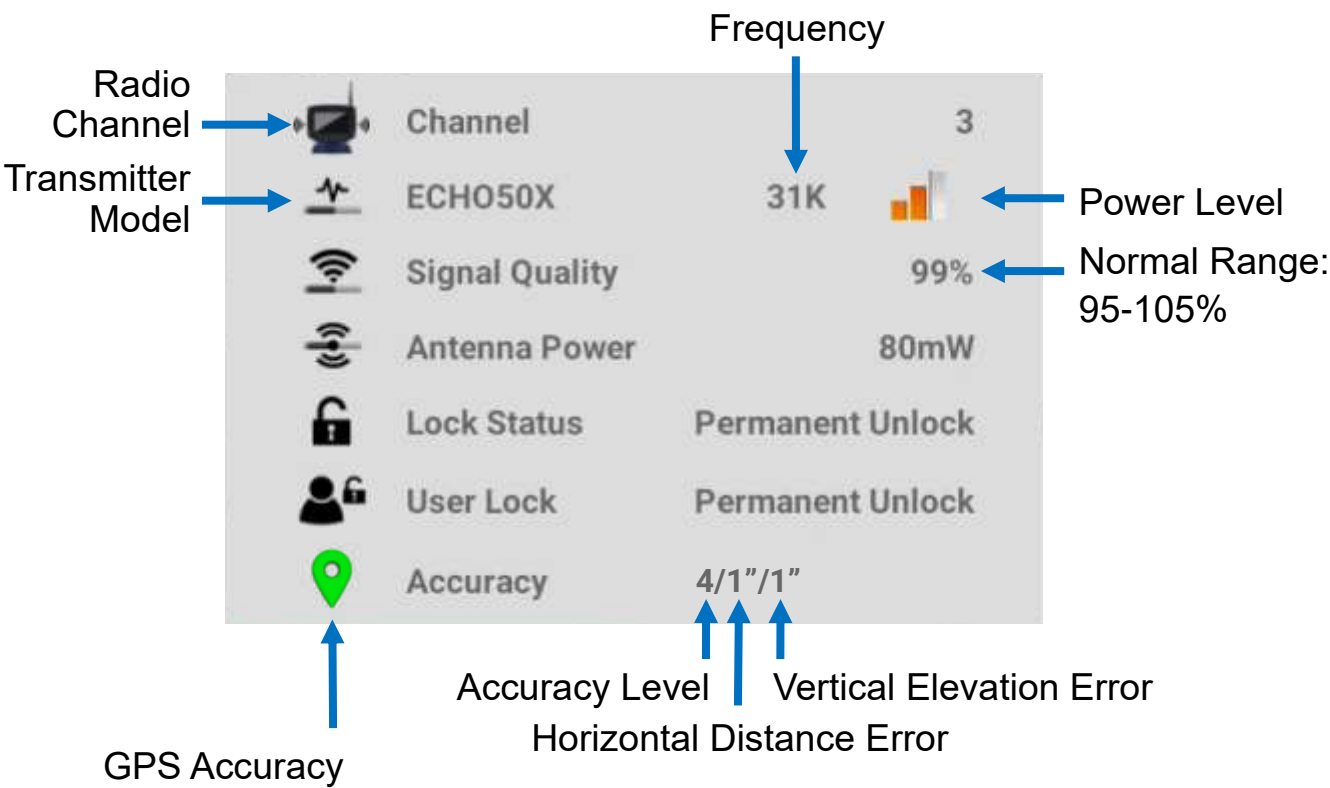 Frequency
Radio
Channel
Channel 3
Transmitter
Model
ECHO50X 31K
Power Level
Signal Quality 99%
Normal Range:
95-105%
Antenna Power 80mW
Lock Status Permanent Unlock
User Lock Permanent Unlock
Accuracy 4/1”/1”
Accuracy Level Vertical Elevation Error
Horizontal Distance Error
GPS Accuracy